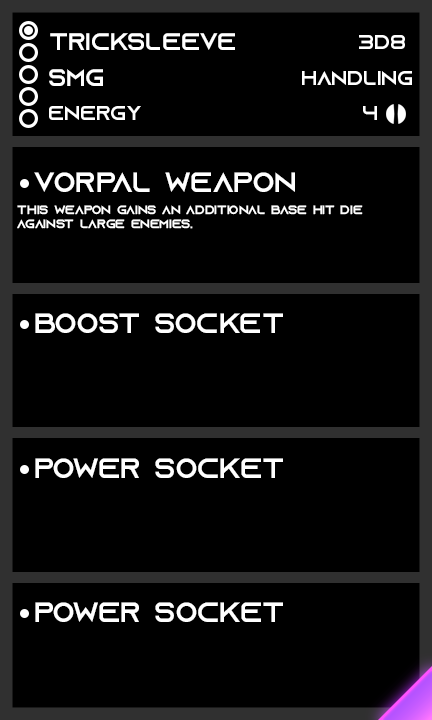 TRICKSLEEVE 3D8
SMG HANDLING
ENERGY 4
•VORPAL WEAPON
THIS WEAPON GAINS AN ADDITIONAL BASE HIT DIE
AGAINST LARGE ENEMIES.
•BOOST SOCKET
•POWER SOCKET
•POWER SOCKET